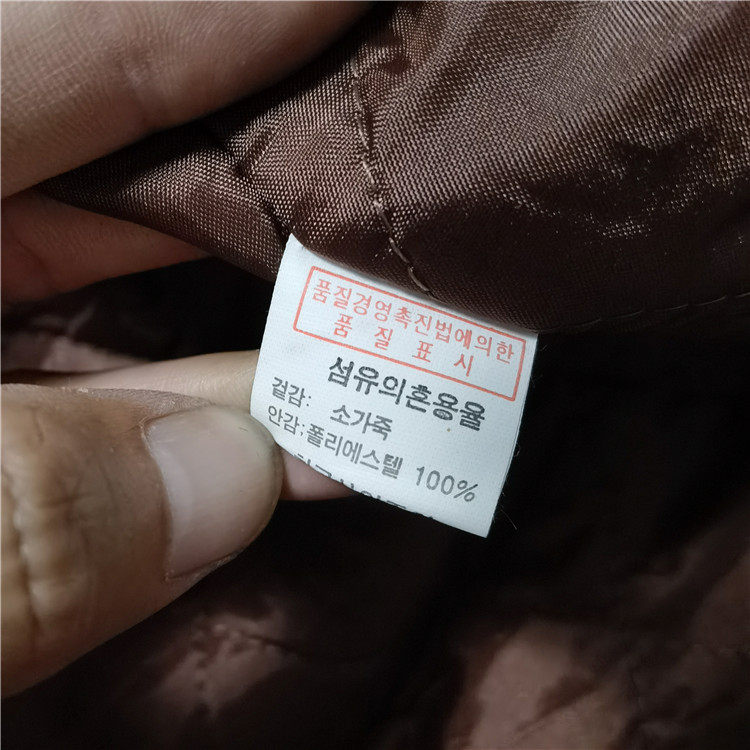 품질경영촉진법에의한
품질표시
섬유의혼용율
겉감: 소가죽
안감: 폴리에스텔 100%